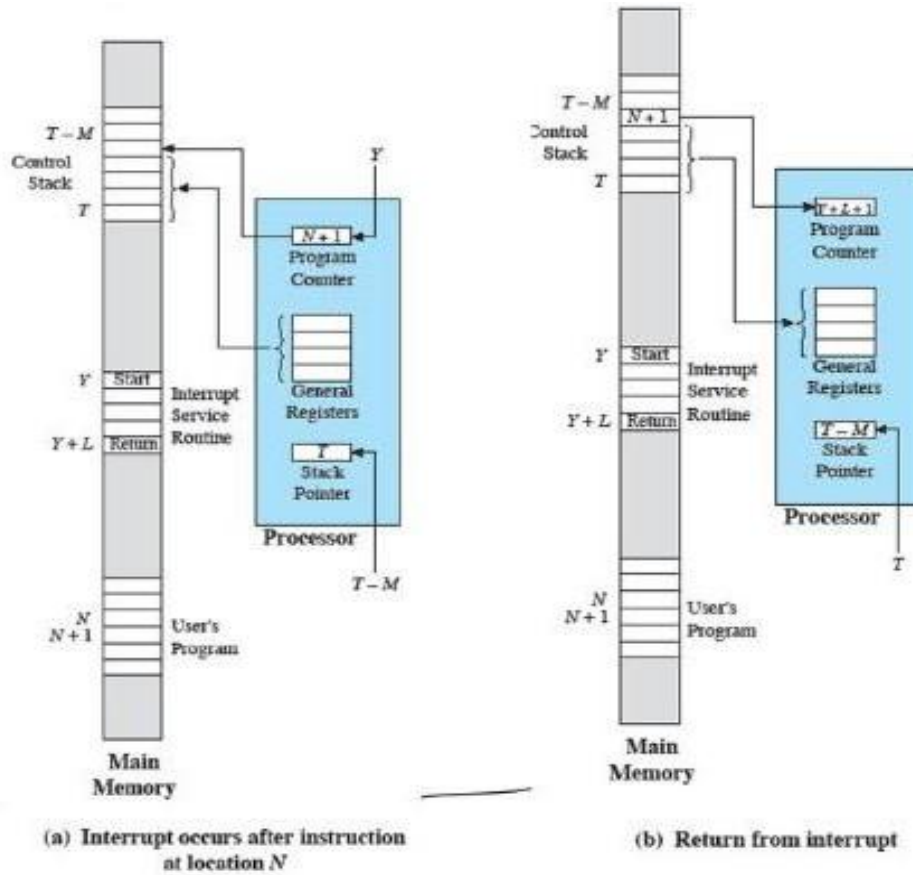 T – M
Control
Stack
T
Y
N + 1
Program
Counter
General
Registers
Y
Start
Interrupt
Service
Routine
Y + L
Return
T
Stack
Pointer
Processor
T – M
N
N + 1
User's
Program
Main
Memory
(a) Interrupt occurs after instruction
at location N
T – M
N + 1
Control
Stack
T
Y + L + 1
Program
Counter
General
Registers
Y
Start
Interrupt
Service
Routine
Y + L
Return
T – M
Stack
Pointer
Processor
T
N
N + 1
User's
Program
Main
Memory
(b) Return from interrupt